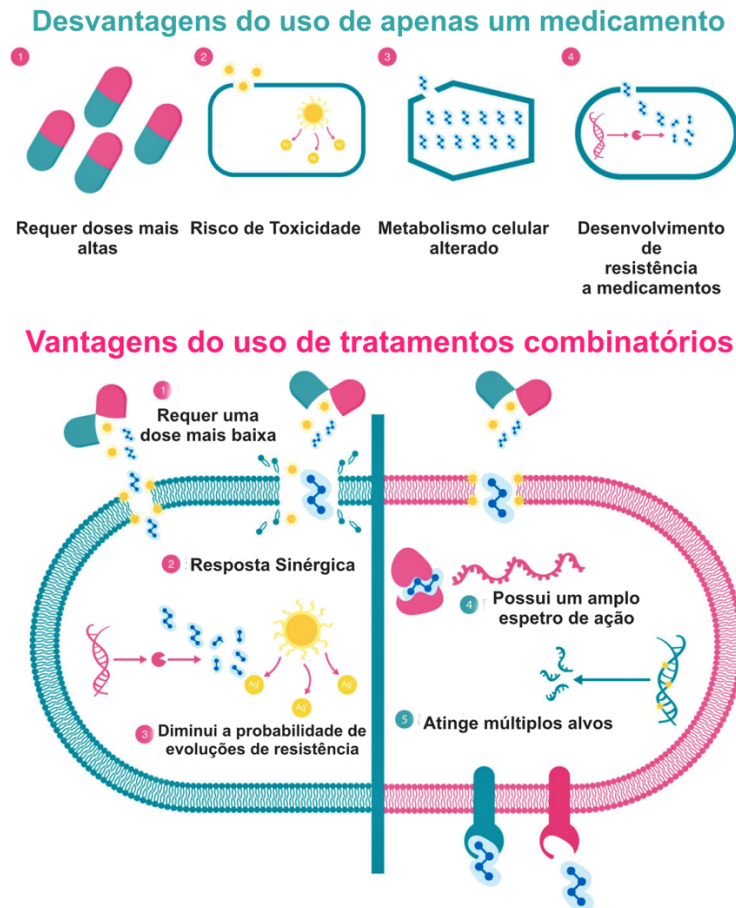 Desvantagens do uso de apenas um medicamento
1
2
3
4
Ag
Ag
Ag
Requer doses mais
altas
Risco de Toxicidade
Metabolismo celular
alterado
Desenvolvimento
de
resistência
a medicamentos
Vantagens do uso de tratamentos combinatórios
1
Requer uma
dose mais baixa
2
Resposta Sinérgica
4
Possui um amplo
espetro de ação
Ag
Ag
Ag
3
Diminui a probabilidade de
evoluções de resistência
5
Atinge múltiplos alvos